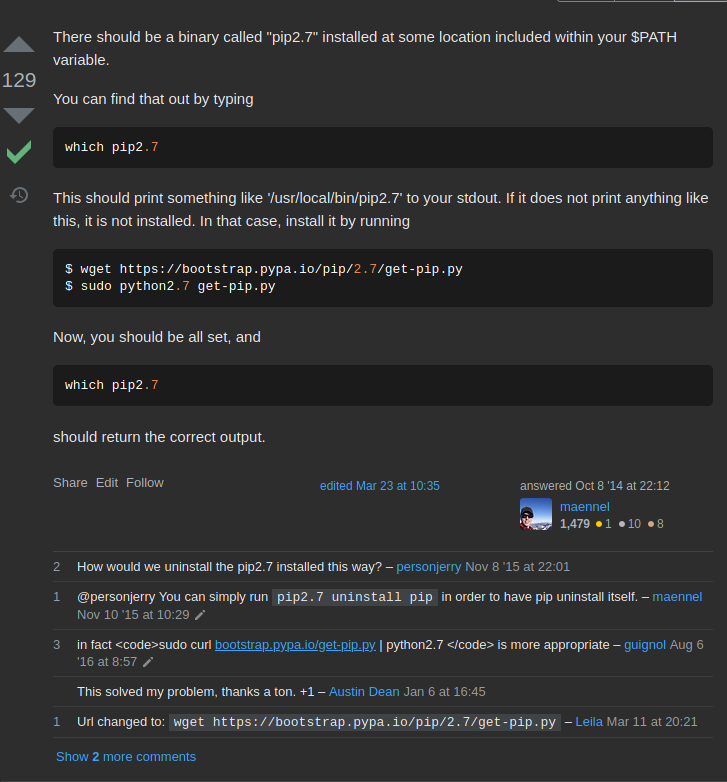 There should be a binary called "pip2.7" installed at some location included within your $PATH
variable.
129
You can find that out by typing
which pip2.7
This should print something like '/usr/local/bin/pip2.7' to your stdout. If it does not print anything like
this, it is not installed. In that case, install it by running
$ wget https://bootstrap.pypa.io/pip/2.7/get-pip.py
$ sudo python2.7 get-pip.py
Now, you should be all set, and
which pip2.7
should return the correct output.
Share Edit Follow
edited Mar 23 at 10:35
answered Oct 8 '14 at 22:12
maennel
1,479 ●1 ●10 ●8
2 How would we uninstall the pip2.7 installed this way? – personjerry Nov 8 '15 at 22:01
1 @personjerry You can simply run pip2.7 uninstall pip in order to have pip uninstall itself. – maennel
Nov 10 '15 at 10:29
3 in fact <code>sudo curl bootstrap.pypa.io/get-pip.py | python2.7 </code> is more appropriate – guignol Aug 6
'16 at 8:57
This solved my problem, thanks a ton. +1 – Austin Dean Jan 6 at 16:45
1 Url changed to: wget https://bootstrap.pypa.io/pip/2.7/get-pip.py – Leila Mar 11 at 20:21
Show 2 more comments